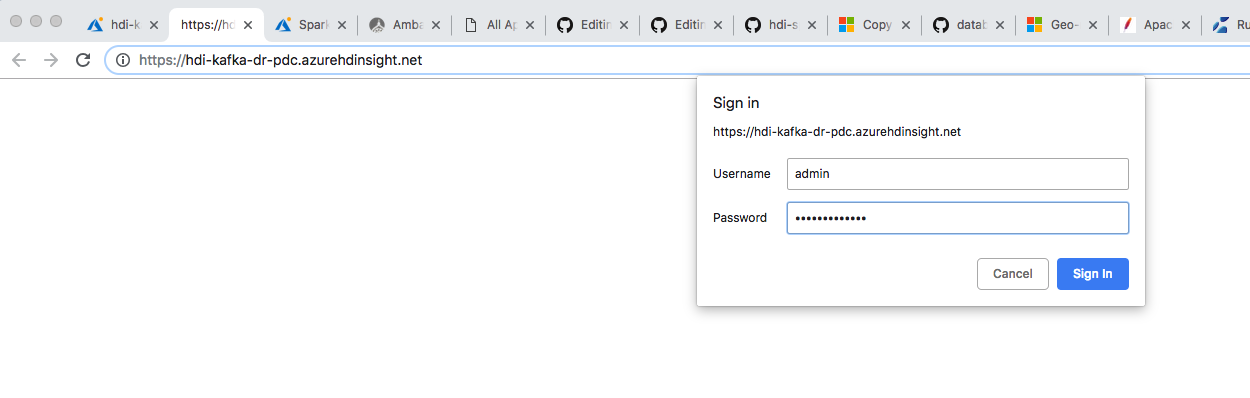 hdi-k https://hd Spark Amba All Ap Editin Editin hdi-s Copy datab Geo- Apac Ru
https://hdi-kafka-dr-pdc.azurehdinsight.net
Sign in
https://hdi-kafka-dr-pdc.azurehdinsight.net
Username admin
Password •••••••••••••
Cancel Sign In